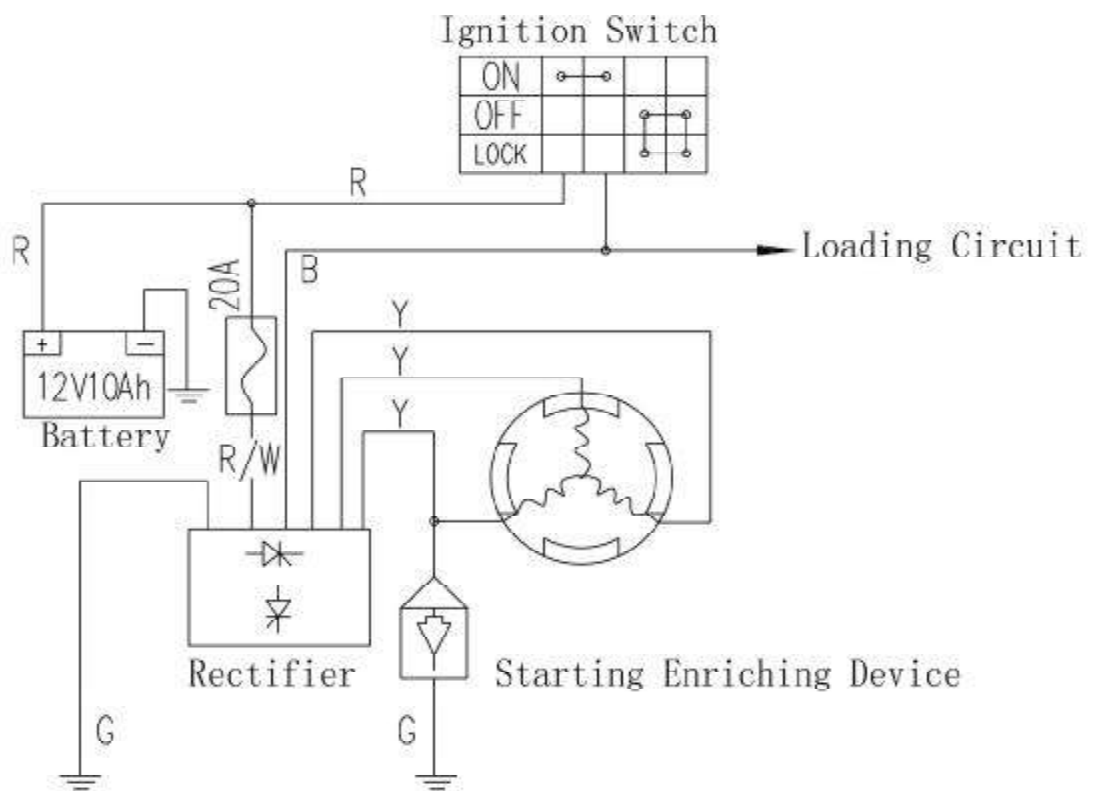 Ignition Switch
ON
OFF
LOCK
R
R
Loading Circuit
B
20A
Y
Y
Y
+ −
12V10Ah
Battery
R/W
Rectifier
Starting Enriching Device
G
G